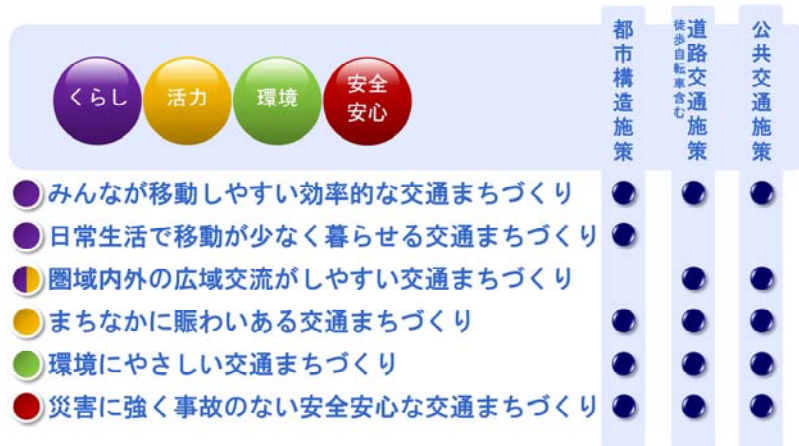 くらし
活力
環境
安全
安心
都市構造施策
道路交通施策
徒歩自転車含む
公共交通施策
みんなが移動しやすい効率的な交通まちづくり
日常生活で移動が少なく暮らせる交通まちづくり
圏域内外の広域交流がしやすい交通まちづくり
まちなかに賑わいある交通まちづくり
環境にやさしい交通まちづくり
災害に強く事故のない安全安心な交通まちづくり